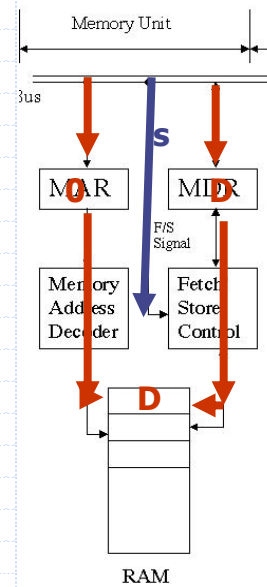 Memory Unit
Bus
S
MAR
0
MDR
D
F/S
Signal
Memory
Address
Decoder
Fetch
Store
Control
D
RAM